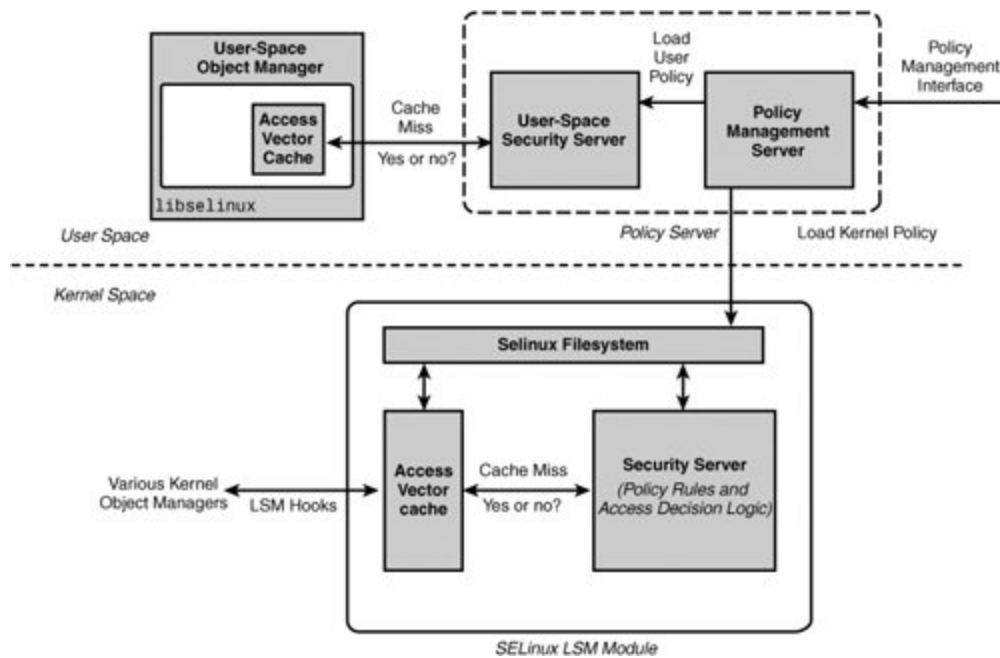 User-Space
Object Manager
Access
Vector
Cache
libselinux
Cache
Miss
Yes or no?
User-Space
Security Server
Load
User
Policy
Policy
Management
Server
Policy
Management
Interface
User Space
Policy Server
Load Kernel Policy
Kernel Space
Selinux Filesystem
Various Kernel
Object Managers
LSM Hooks
Access
Vector
cache
Cache Miss
Yes or no?
Security Server
(Policy Rules and
Access Decision Logic)
SELinux LSM Module